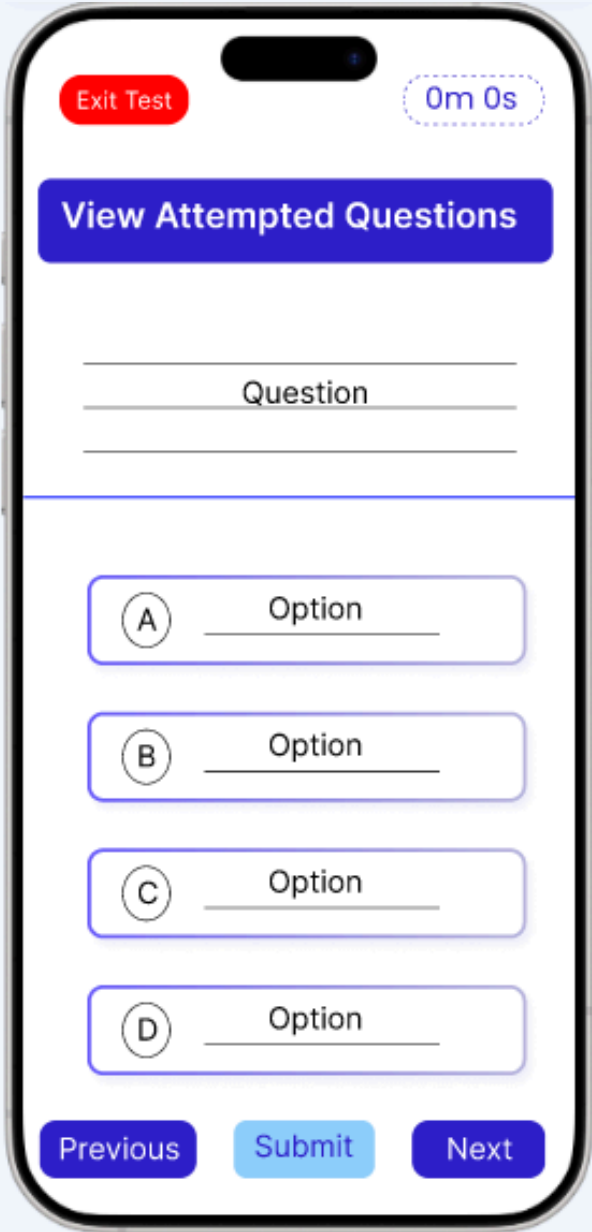 Exit Test
0m 0s
View Attempted Questions
Question
A Option
B Option
C Option
D Option
Previous Submit Next